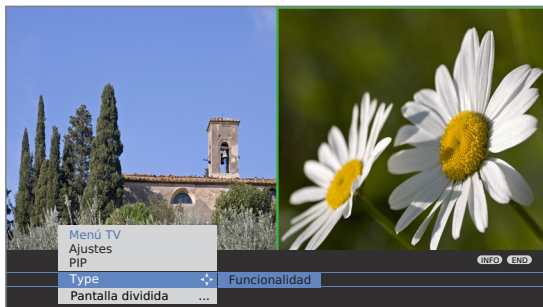 INFO END
Menú TV
Ajustes
PIP
Type Funcionalidad
Pantalla dividida ...